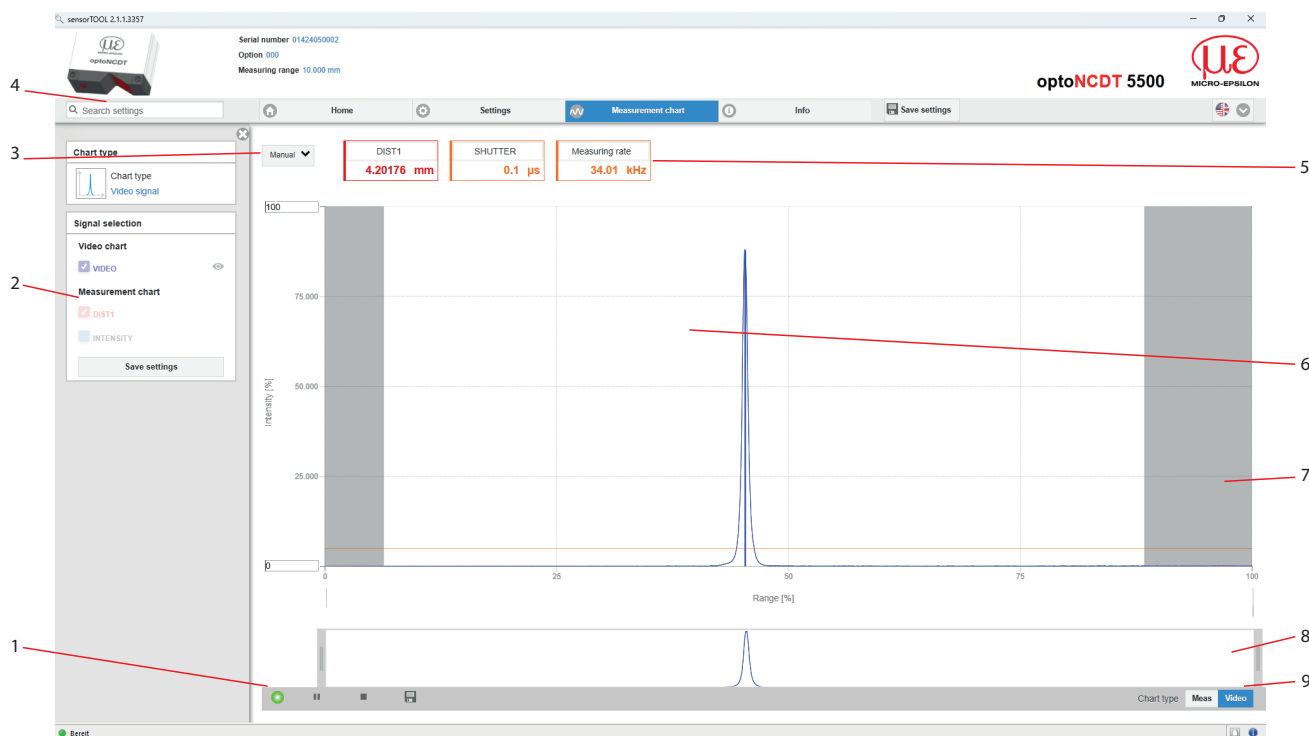 sensorTOOL 2.1.1.3357
με
MICRO-EPSILON
optoNCDT
Serial number 01424050002
Option 000
Measuring range 10.000 mm
optoNCDT 5500
με
MICRO-EPSILON
4
Search settings
Home
Settings
Measurement chart
Info
Save settings
3
Chart type
Chart type
Video signal
Signal selection
Video chart
VIDEO
2
Measurement chart
DIST1
INTENSITY
Save settings
Manual
DIST1
4.20176 mm
SHUTTER
0.1 µs
Measuring rate
34.01 kHz
5
100
75.000
50.000
25.000
0
Intensity [%]
6
7
0
25
50
75
100
Range [%]
8
1
9
Chart type
Meas
Video
Bereit